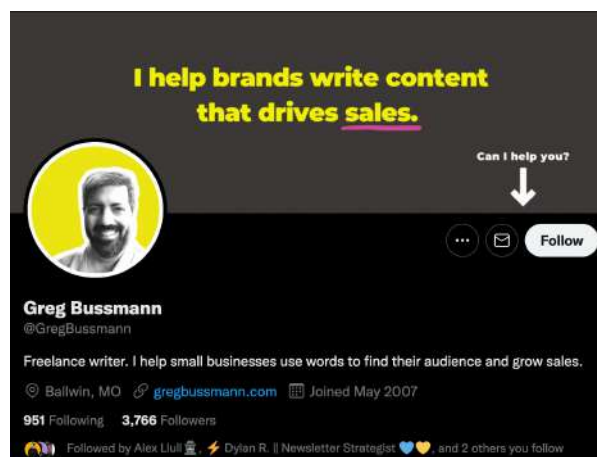 I help brands write content
that drives sales.
Can I help you?
Follow
Greg Bussmann
@GregBussmann
Freelance writer. I help small businesses use words to find their audience and grow sales.
Ballwin, MO gregbussmann.com Joined May 2007
951 Following 3,766 Followers
Followed by Alex Llull, Dylan R. || Newsletter Strategist, and 2 others you follow